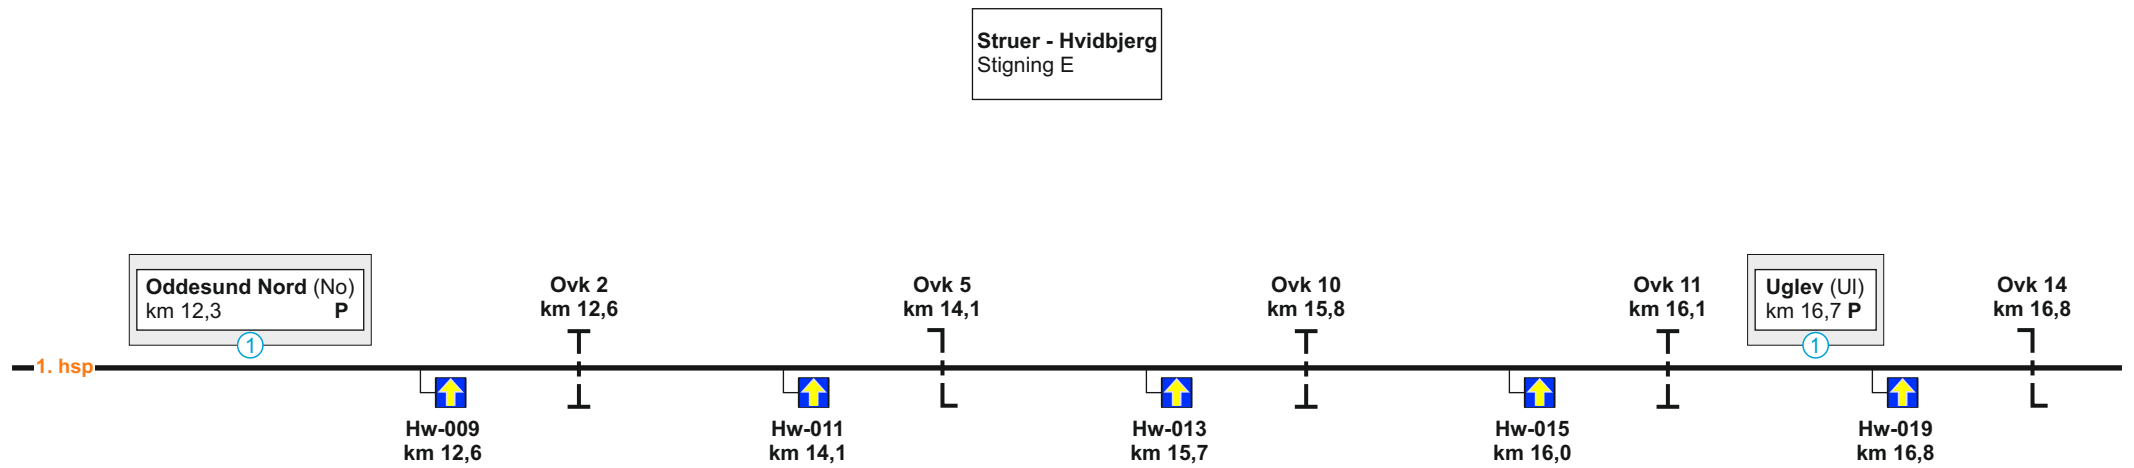 Struer - Hvidbjerg
Stigning E
Oddesund Nord (No)
km 12,3 P
1
Ovk 2
km 12,6
Ovk 5
km 14,1
Ovk 10
km 15,8
Ovk 11
km 16,1
Uglev (Ul)
km 16,7 P
1
Ovk 14
km 16,8
1. hsp
Hw-009
km 12,6
Hw-011
km 14,1
Hw-013
km 15,7
Hw-015
km 16,0
Hw-019
km 16,8